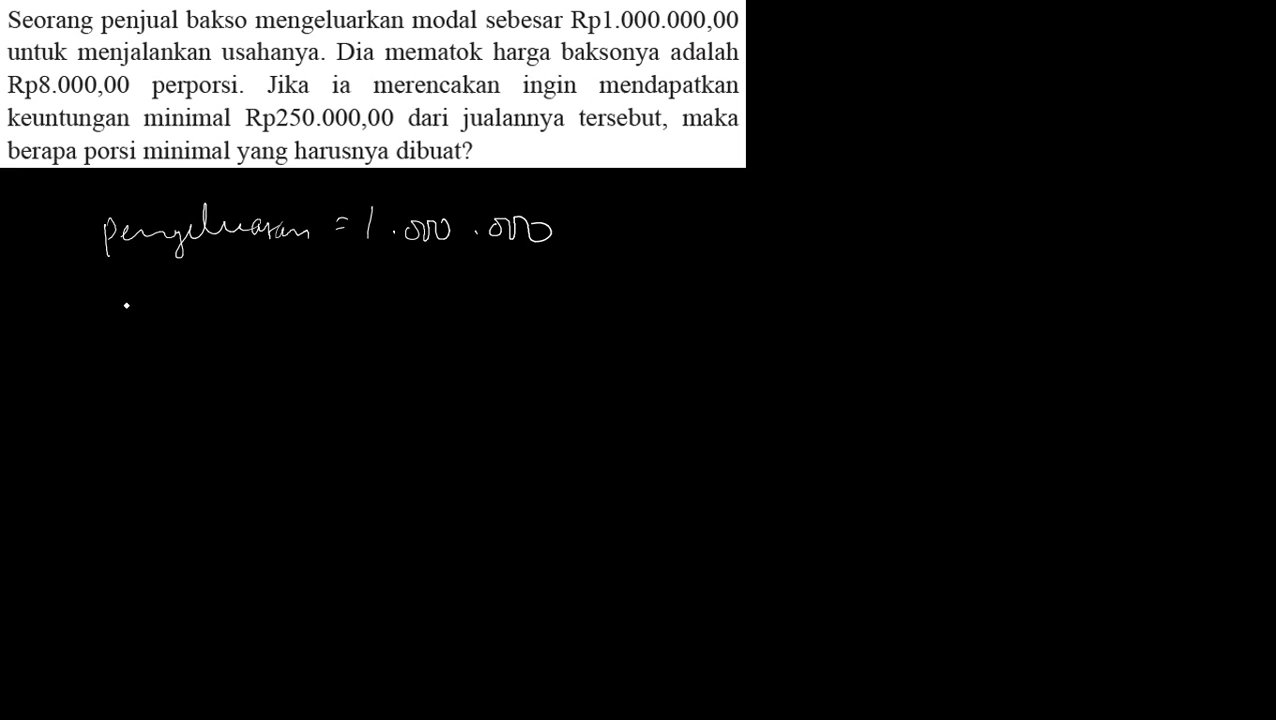 Seorang penjual bakso mengeluarkan modal sebesar Rp1.000.000,00
untuk menjalankan usahanya. Dia mematok harga baksonya adalah
Rp8.000,00 perporsi. Jika ia merencakan ingin mendapatkan
keuntungan minimal Rp250.000,00 dari jualannya tersebut, maka
berapa porsi minimal yang harusnya dibuat?
pengeluaran = 1.000.000